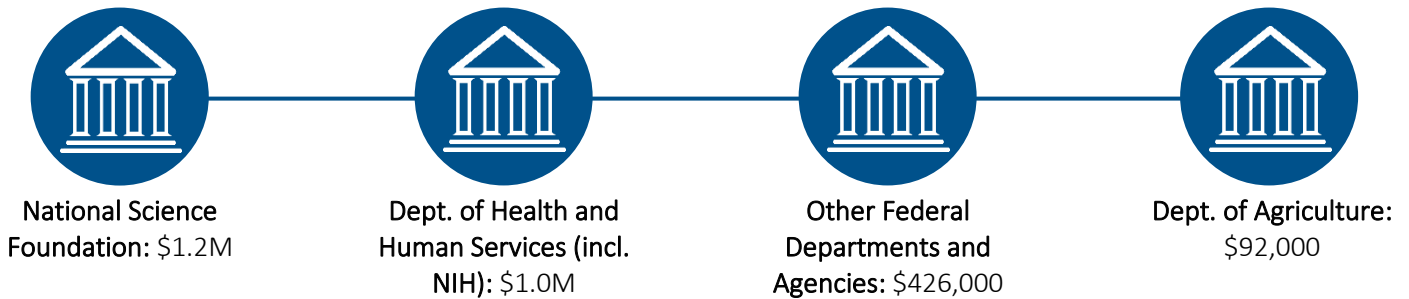 National Science
Foundation: $1.2M
Dept. of Health and
Human Services (incl.
NIH): $1.0M
Other Federal
Departments and
Agencies: $426,000
Dept. of Agriculture:
$92,000